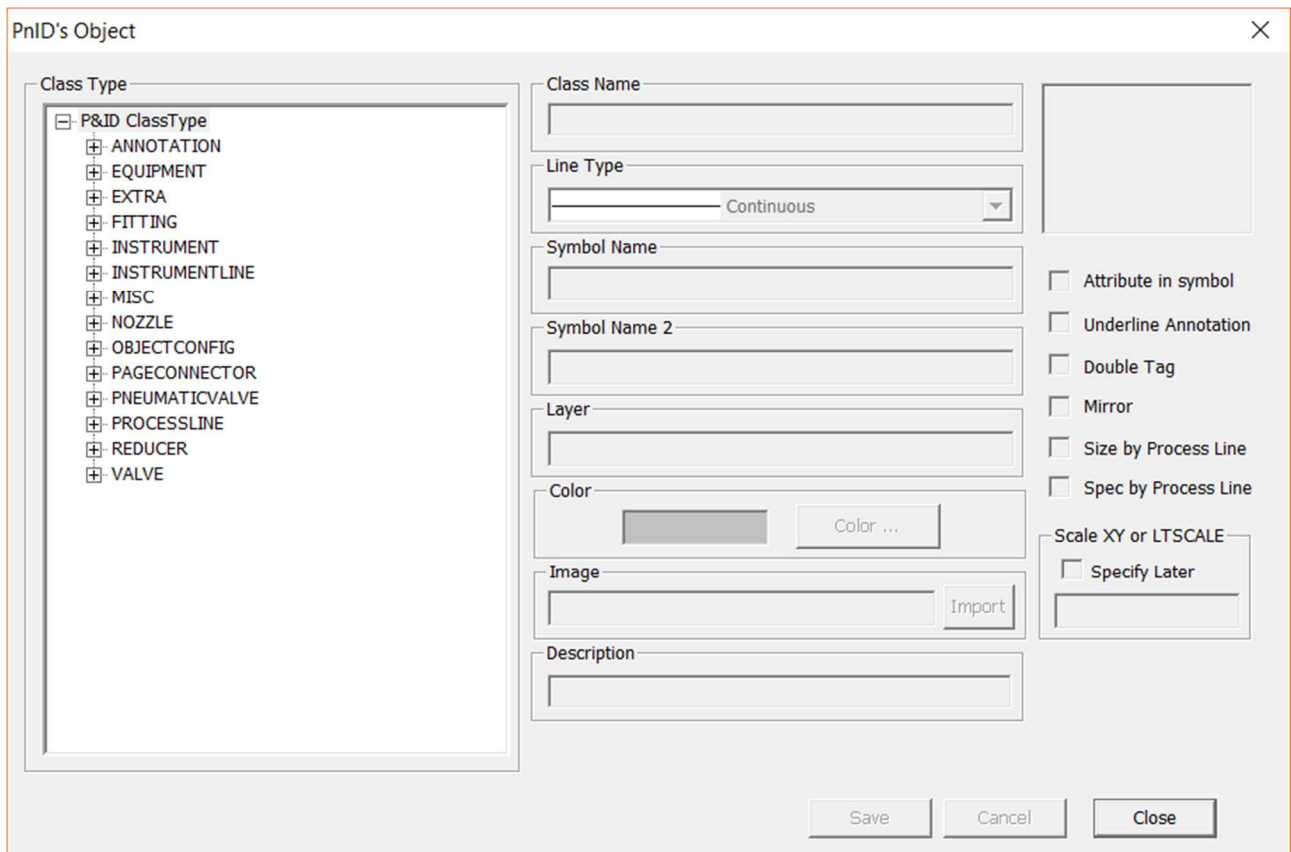 PnID's Object
Class Type
P&ID ClassType
ANNOTATION
EQUIPMENT
EXTRA
FITTING
INSTRUMENT
INSTRUMENTLINE
MISC
NOZZLE
OBJECTCONFIG
PAGECONNECTOR
PNEUMATICVALVE
PROCESSLINE
REDUCER
VALVE
Class Name
Line Type
Continuous
Symbol Name
Symbol Name 2
Layer
Color
Color ...
Image
Import
Description
Attribute in symbol
Underline Annotation
Double Tag
Mirror
Size by Process Line
Spec by Process Line
Scale XY or LTSCALE
Specify Later
Save
Cancel
Close